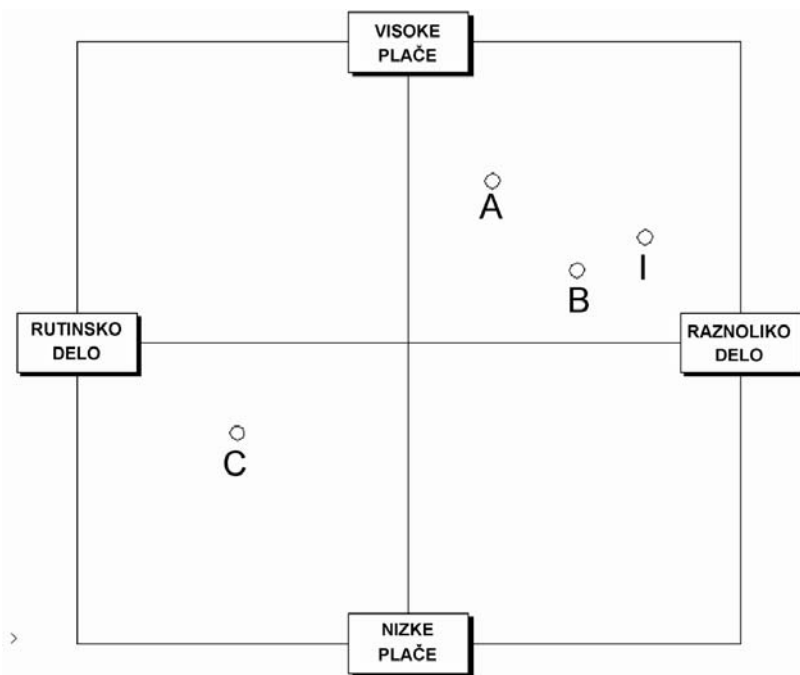 VISOKE
PLAČE
A
I
B
RUTINSKO
DELO
RAZNOLIKO
DELO
C
>
NIZKE
PLAČE